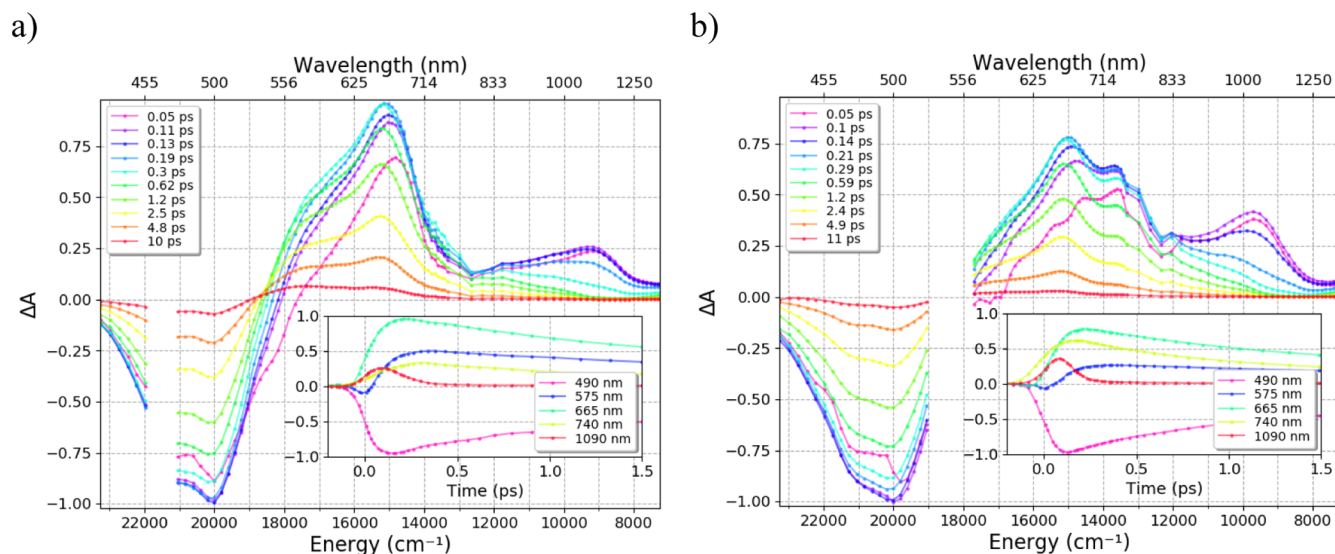 a)
Wavelength (nm)
455 500 556 625 714 833 1000 1250
0.05 ps
0.11 ps
0.13 ps
0.19 ps
0.3 ps
0.62 ps
1.2 ps
2.5 ps
4.8 ps
10 ps
ΔA
0.75
0.50
0.25
0.00
−0.25
−0.50
−0.75
−1.00
1.0
0.5
0.0
−0.5
−1.0
490 nm
575 nm
665 nm
740 nm
1090 nm
0.0 0.5 1.0 1.5
Time (ps)
22000 20000 18000 16000 14000 12000 10000 8000
Energy (cm⁻¹)
b)
Wavelength (nm)
455 500 556 625 714 833 1000 1250
0.05 ps
0.1 ps
0.14 ps
0.21 ps
0.29 ps
0.59 ps
1.2 ps
2.4 ps
4.9 ps
11 ps
ΔA
0.75
0.50
0.25
0.00
−0.25
−0.50
−0.75
−1.00
1.0
0.5
0.0
−0.5
−1.0
490 nm
575 nm
665 nm
740 nm
1090 nm
0.0 0.5 1.0 1.5
Time (ps)
22000 20000 18000 16000 14000 12000 10000 8000
Energy (cm⁻¹)